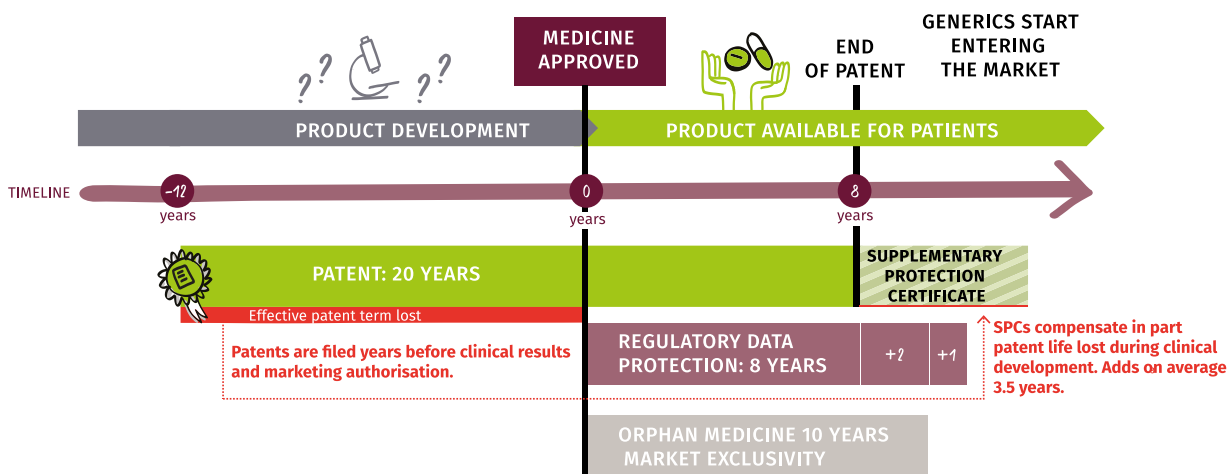 MEDICINE
APPROVED
END
OF PATENT
GENERICS START
ENTERING
THE MARKET
? ?
? ?
PRODUCT DEVELOPMENT
PRODUCT AVAILABLE FOR PATIENTS
TIMELINE
-12
years
0
years
8
years
PATENT: 20 YEARS
SUPPLEMENTARY
PROTECTION
CERTIFICATE
Effective patent term lost
Patents are filed years before clinical results
and marketing authorisation.
REGULATORY DATA
PROTECTION: 8 YEARS
+2
+1
SPCs compensate in part
patent life lost during clinical
development. Adds on average
3.5 years.
ORPHAN MEDICINE 10 YEARS
MARKET EXCLUSIVITY